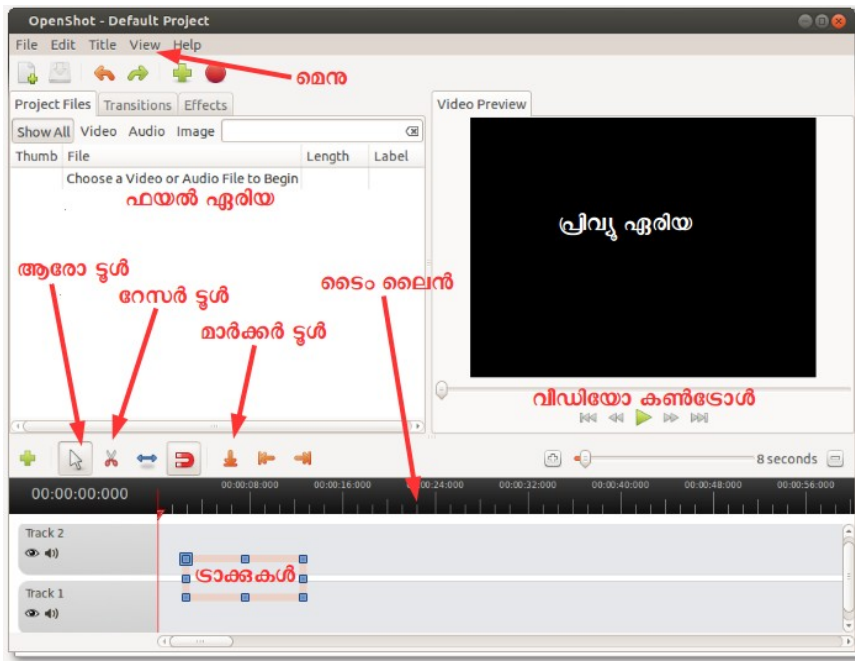 OpenShot - Default Project
File Edit Title View Help
മെനു
Project Files Transitions Effects
Video Preview
Show All Video Audio Image
Thumb File Length Label
Choose a Video or Audio File to Begin
ഫയൽ ഏരിയ
പ്രിവ്യൂ ഏരിയ
ആരോ ടൂൾ
റേസർ ടൂൾ
ടൈം ലൈൻ
മാർക്കർ ടൂൾ
വീഡിയോ കൺട്രോൾ
8 seconds
00:00:00:000
00:00:08:000 00:00:16:000 00:24:000 00:00:32:000 00:00:40:000 00:00:48:000 00:00:56:000
Track 2
ട്രാക്കുകൾ
Track 1